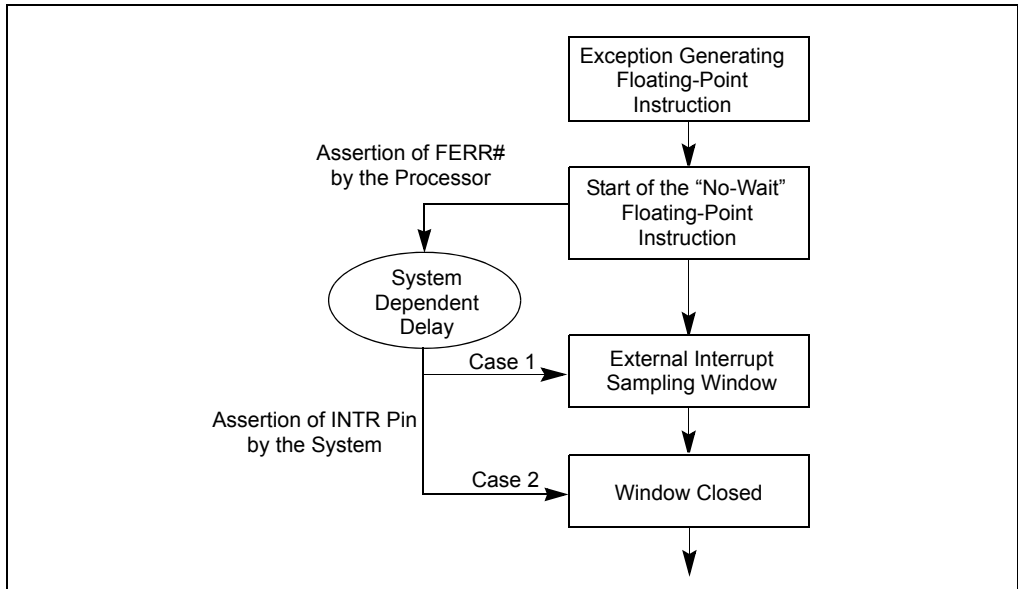 Exception Generating
Floating-Point
Instruction
Assertion of FERR#
by the Processor
Start of the “No-Wait”
Floating-Point
Instruction
System
Dependent
Delay
Case 1
External Interrupt
Sampling Window
Assertion of INTR Pin
by the System
Case 2
Window Closed